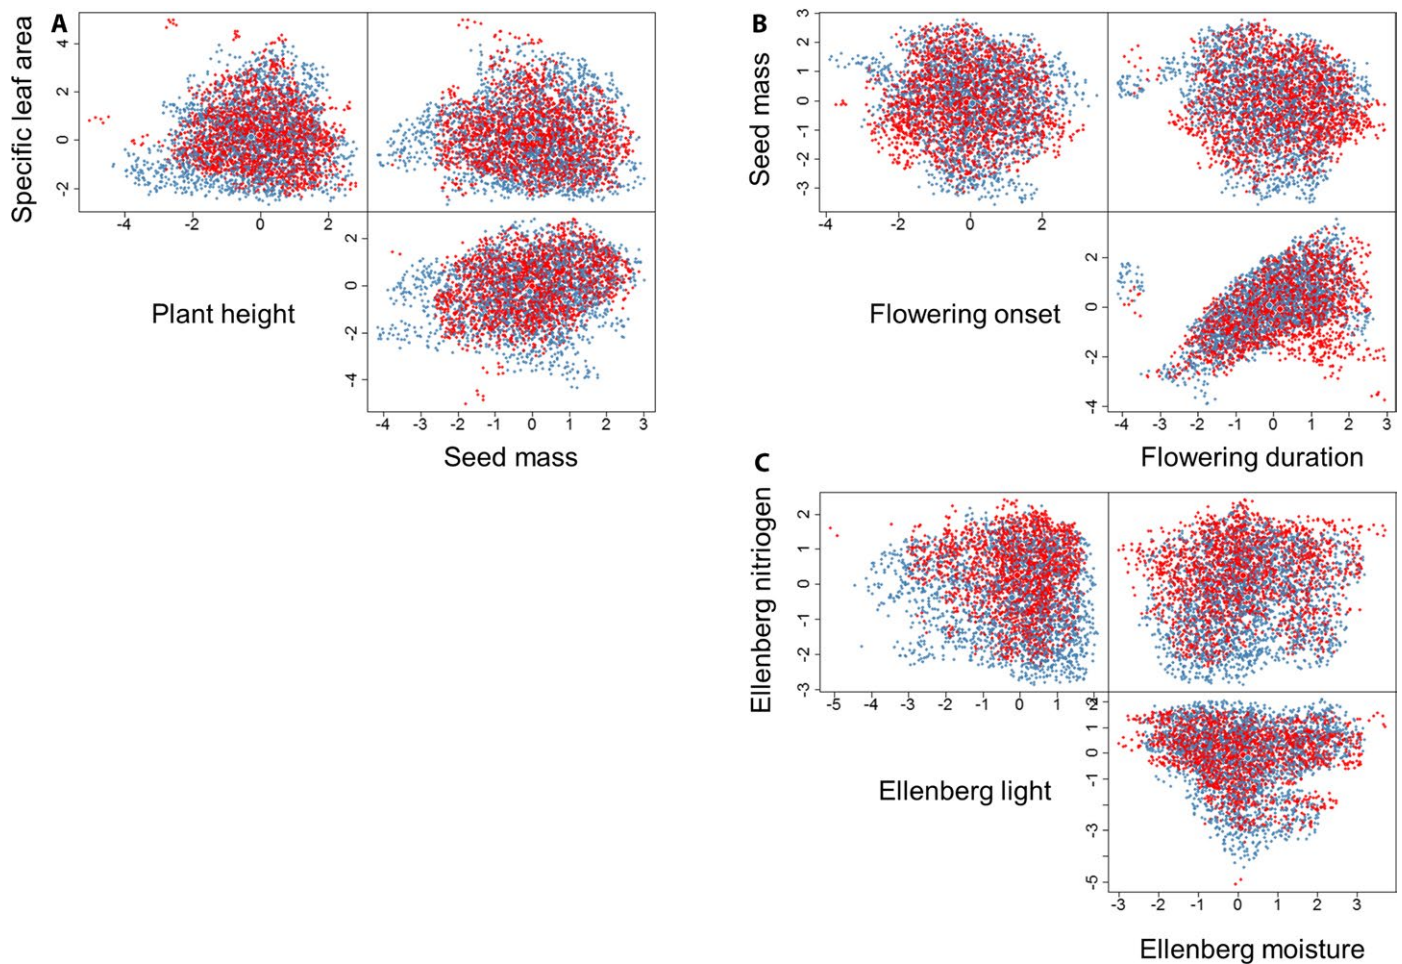 A
Specific leaf area
4
2
0
-2
-4 0 2
2
0
-2
-4
-4 -3 -2 -1 0 1 2 3
Plant height
Seed mass
B
Seed mass
3
2
1
0
-1
-2
-3
-4 -2 0 2
2
0
-2
-4
-4 -3 -2 -1 0 1 2 3
Flowering onset
Flowering duration
C
Ellenberg nitriogen
2
1
0
-1
-2
-3
-5 -4 -3 -2 -1 0 1
2
1
0
-1
-3
-5
-3 -2 -1 0 1 2 3
Ellenberg light
Ellenberg moisture